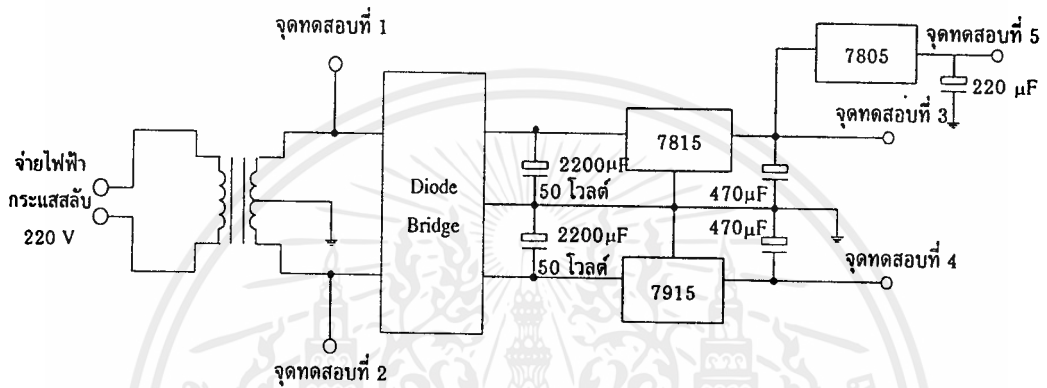 จุดทดสอบที่ 1
จ่ายไฟฟ้า
กระแสสลับ
220 V
Diode
Bridge
2200μF
50 โวลต์
2200μF
50 โวลต์
7815
7915
470μF
470μF
7805
จุดทดสอบที่ 5
220 μF
จุดทดสอบที่ 3
จุดทดสอบที่ 4
จุดทดสอบที่ 2